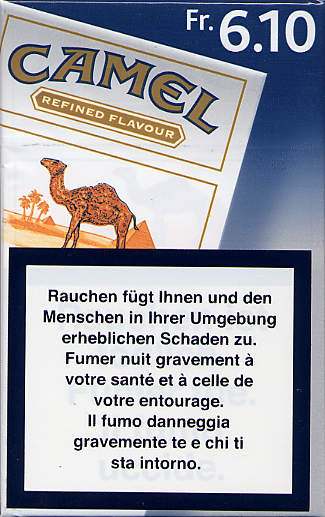 Fr. 6.10
CAMEL
REFINED FLAVOUR
Rauchen fügt Ihnen und den
Menschen in Ihrer Umgebung
erheblichen Schaden zu.
Fumer nuit gravement à
votre santé et à celle de
votre entourage.
Il fumo danneggia
gravemente te e chi ti
sta intorno.